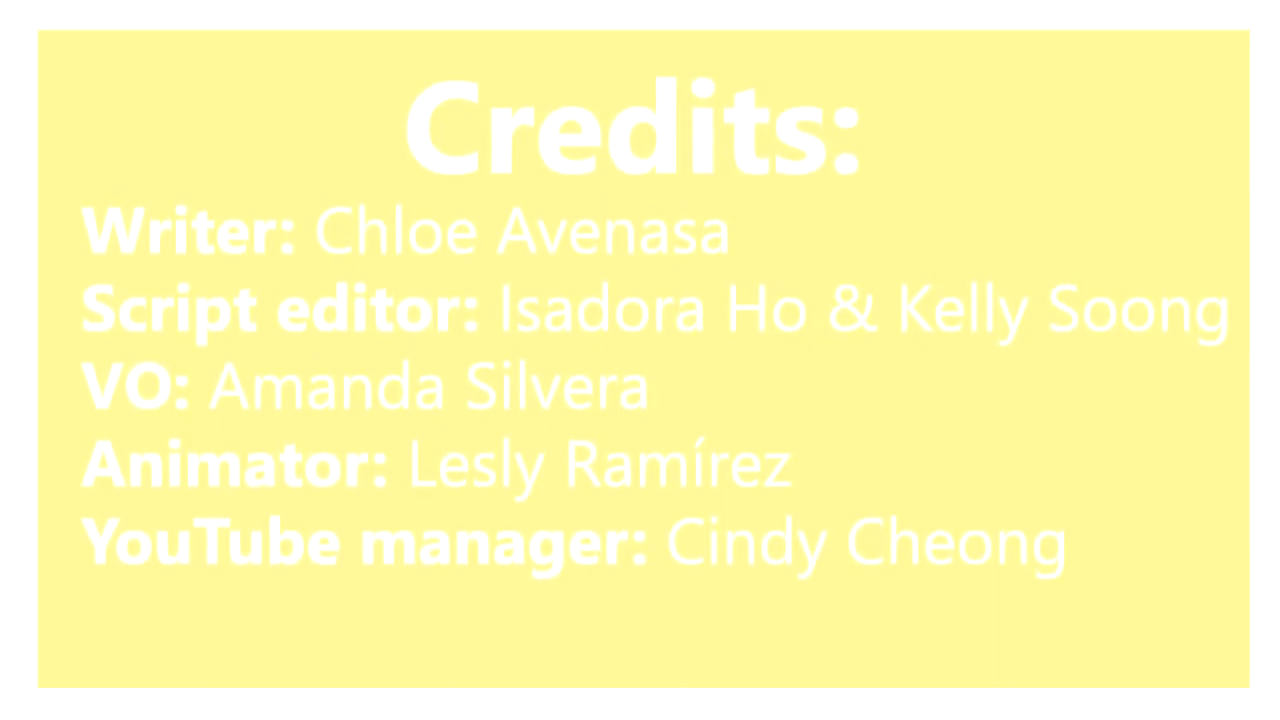 Credits:
Writer: Chloe Avenasa
Script editor: Isadora Ho & Kelly Soong
VO: Amanda Silvera
Animator: Lesly Ramírez
YouTube manager: Cindy Cheong